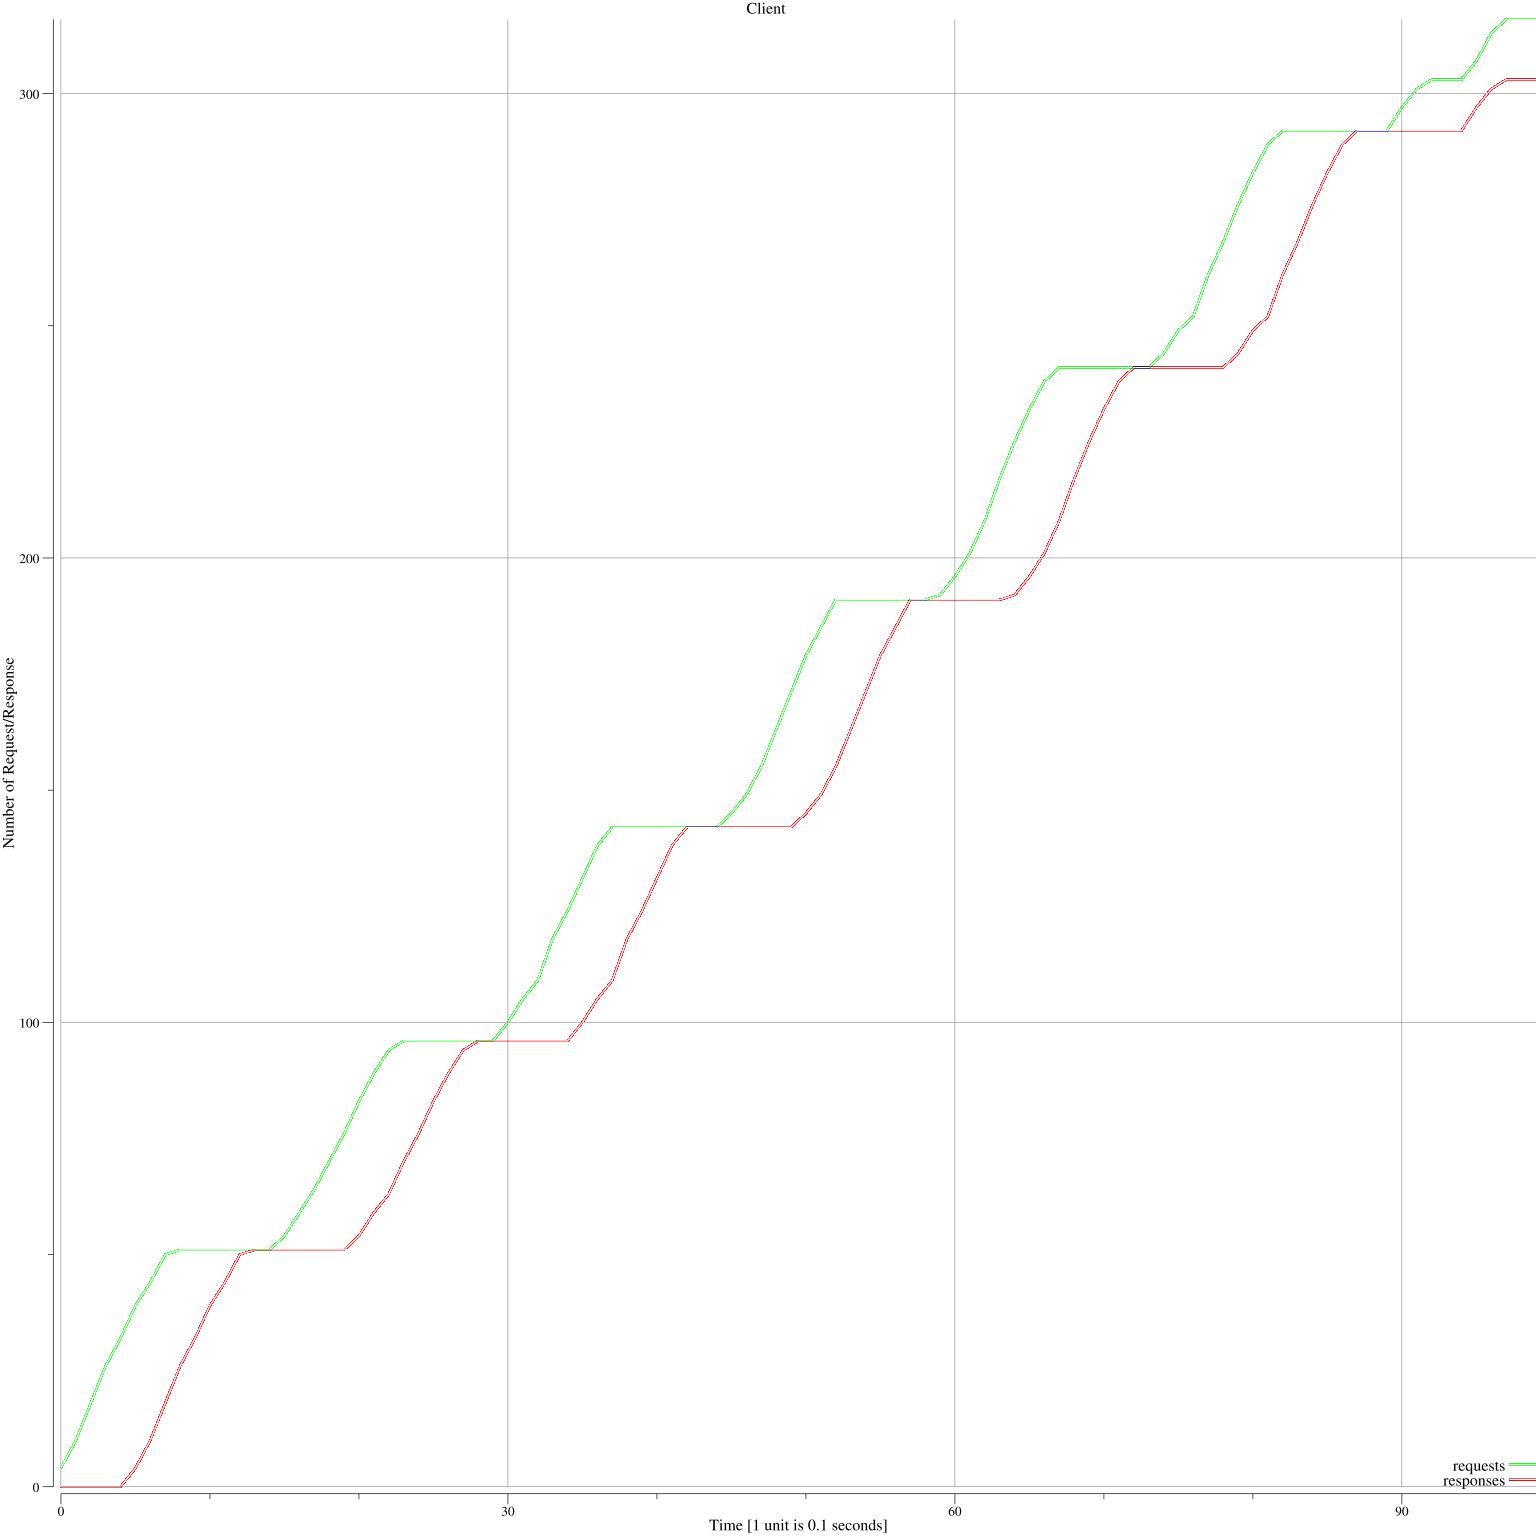 Client
300
200
100
0
Number of Request/Response
0
30
60
90
Time [1 unit is 0.1 seconds]
requests
responses